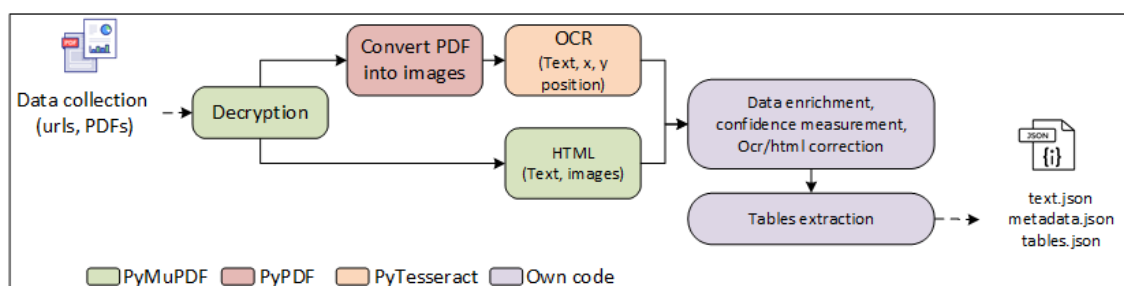 PDF
Data collection
(urls, PDFs)
Decryption
Convert PDF
into images
OCR
(Text, x, y
position)
HTML
(Text, images)
Data enrichment,
confidence measurement,
Ocr/html correction
Tables extraction
JSON
{i}
text.json
metadata.json
tables.json
PyMuPDF
PyPDF
PyTesseract
Own code